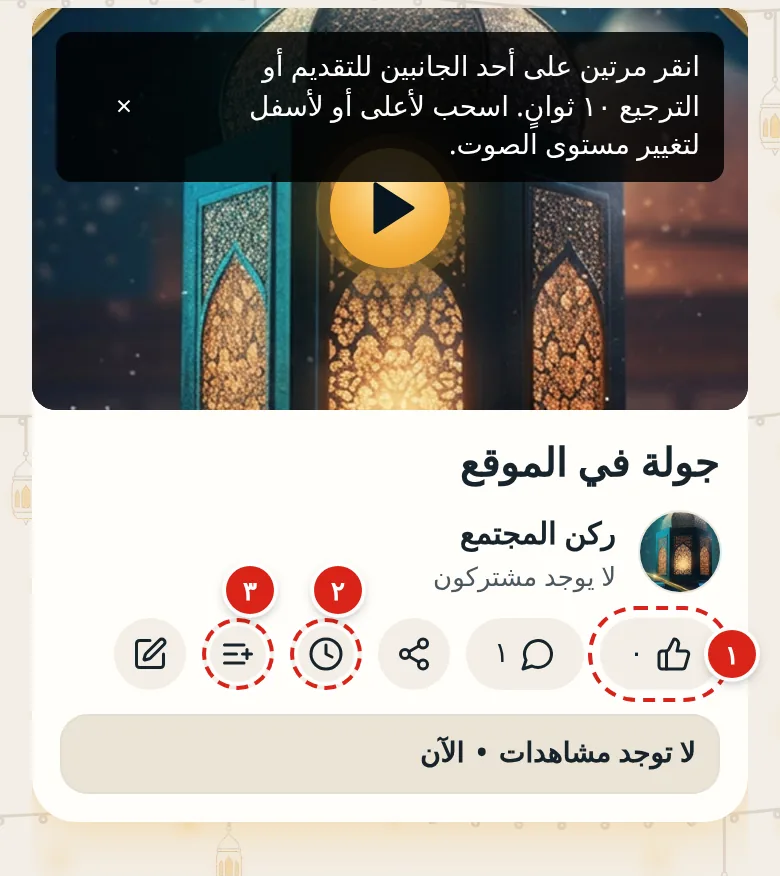 انقر مرتين على أحد الجانبين للتقديم أو
الترجيع ١٠ ثوانٍ. اسحب لأعلى أو لأسفل
لتغيير مستوى الصوت.
×
جولة في الموقع
ركن المجتمع
لا يوجد مشتركون
٣
٢
١
٠
١
لا توجد مشاهدات • الآن